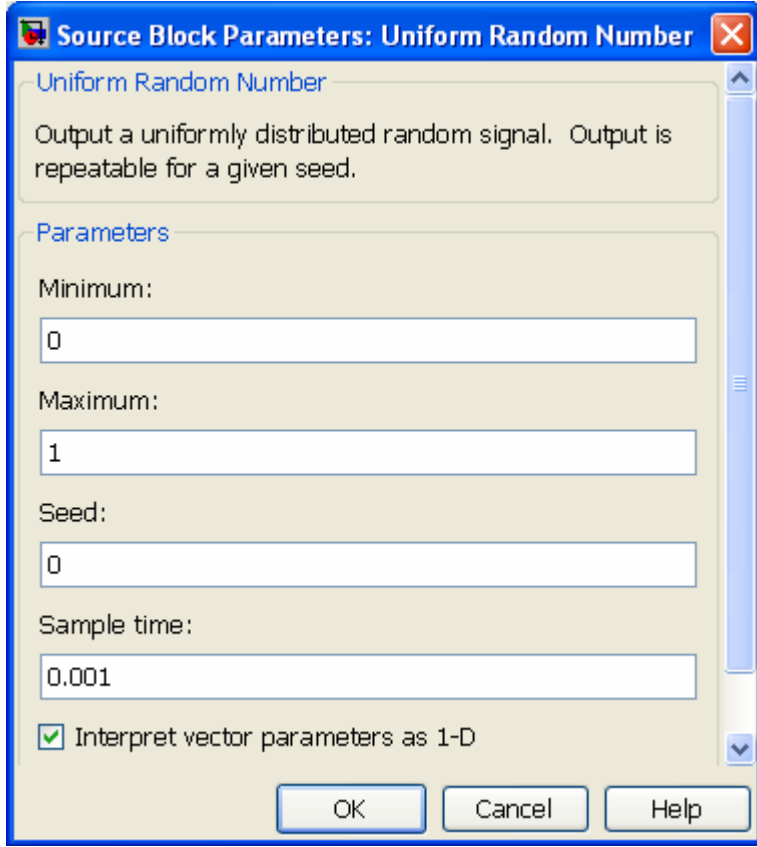 Source Block Parameters: Uniform Random Number
Uniform Random Number
Output a uniformly distributed random signal. Output is
repeatable for a given seed.
Parameters
Minimum:
0
Maximum:
1
Seed:
0
Sample time:
0.001
Interpret vector parameters as 1-D
OK Cancel Help